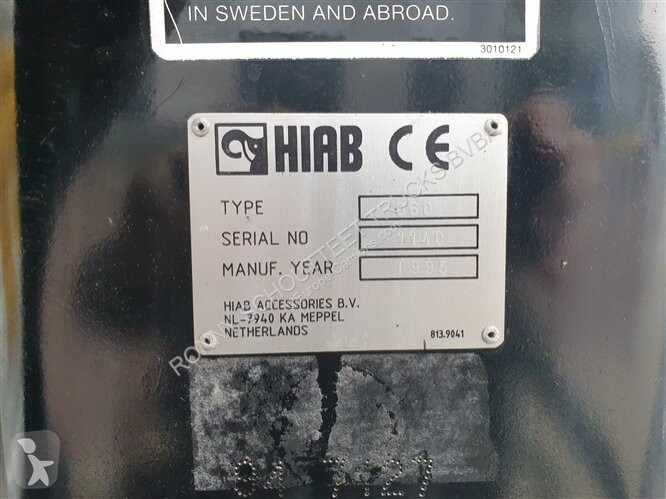 IN SWEDEN AND ABROAD.
3010121
HIAB CE
TYPE
SERIAL NO 1140
MANUF. YEAR
HIAB ACCESSORIES B.V.
NL-7940 KA MEPPEL
NETHERLANDS
813.9041